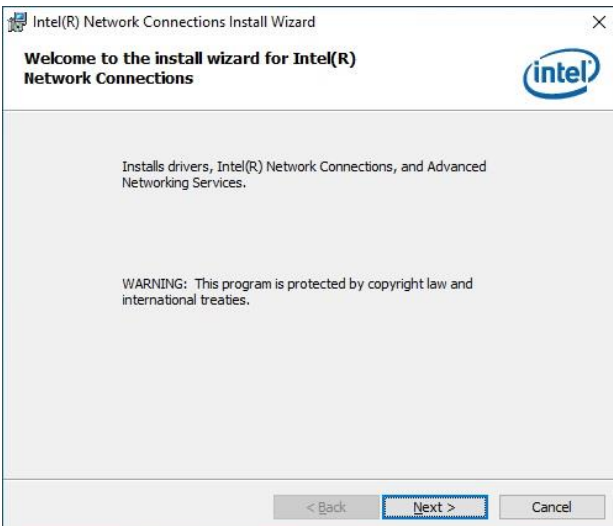 Intel(R) Network Connections Install Wizard
Welcome to the install wizard for Intel(R)
Network Connections
intel
Installs drivers, Intel(R) Network Connections, and Advanced
Networking Services.
WARNING: This program is protected by copyright law and
international treaties.
< Back
Next >
Cancel